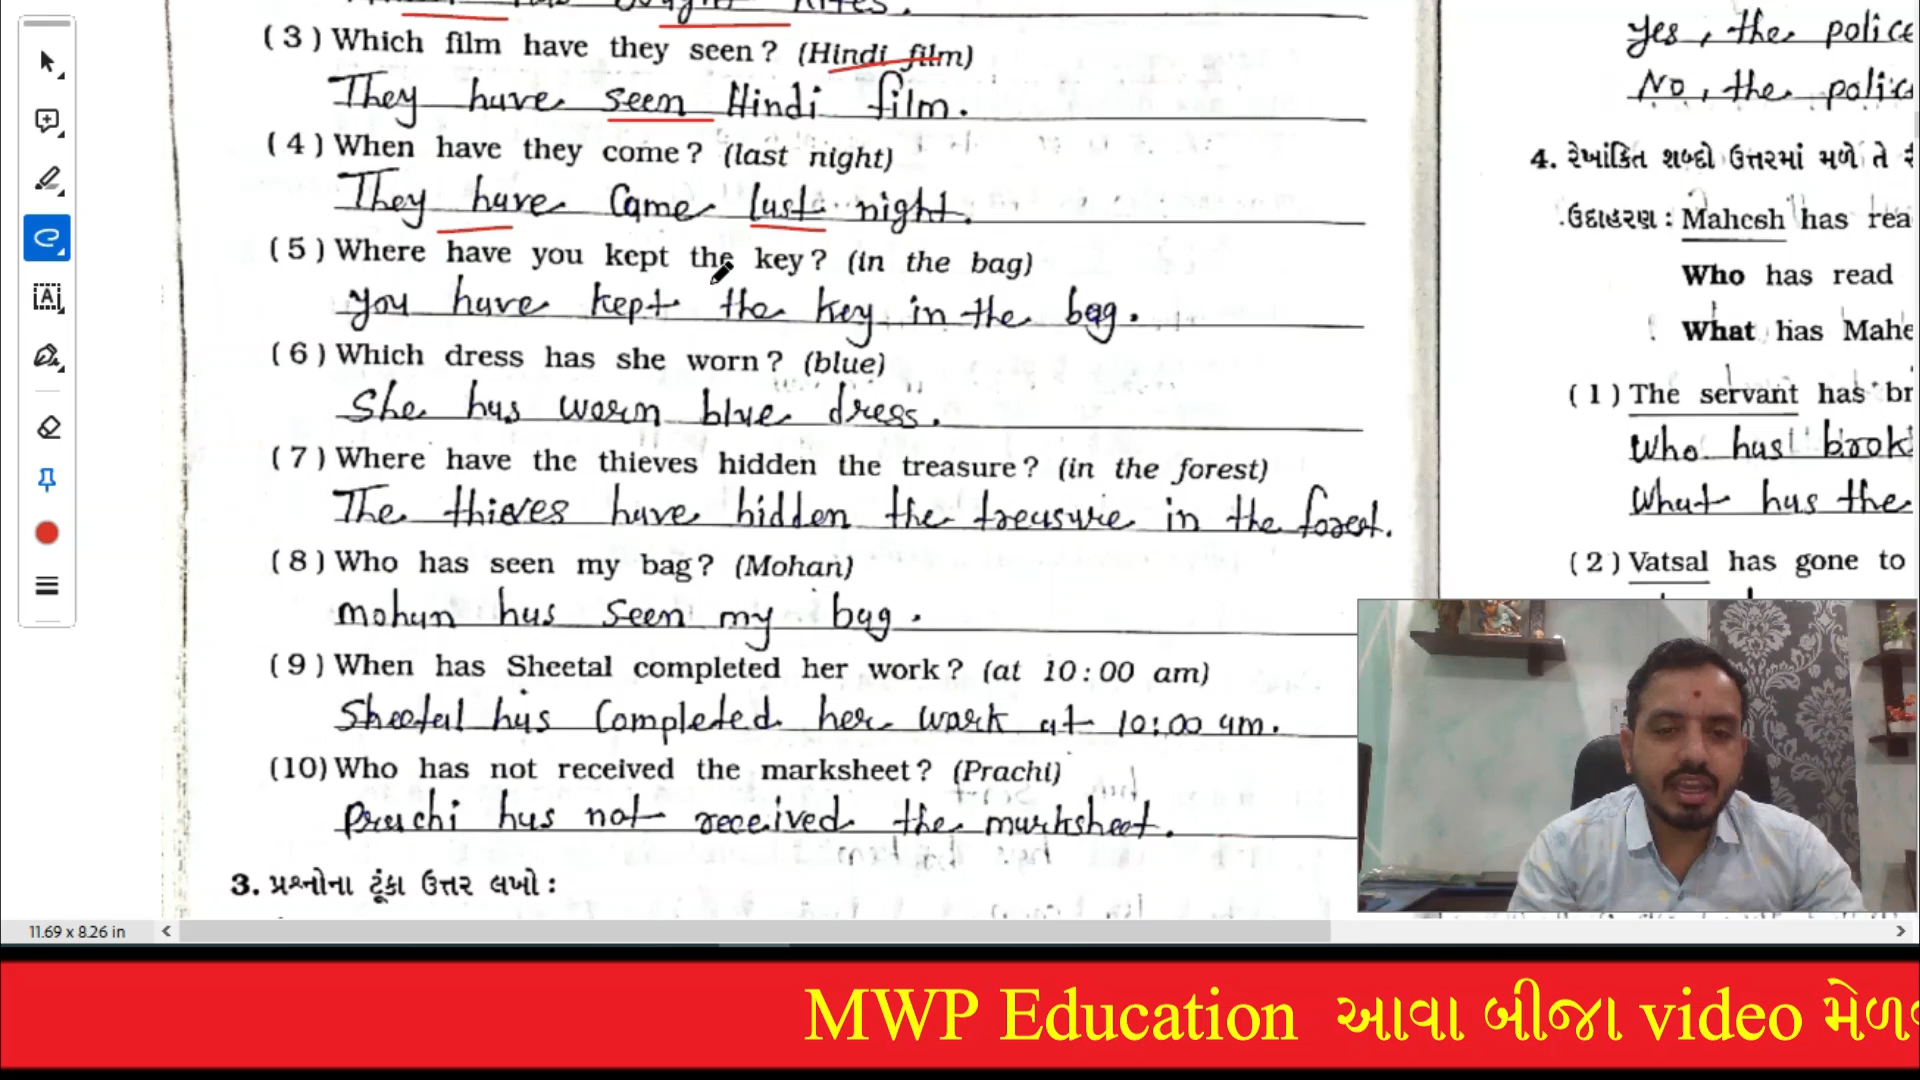 (3) Which film have they seen? (Hindi film)
They have seen Hindi film.
(4) When have they come? (last night)
They have Came last night.
(5) Where have you kept the key? (in the bag)
You have kept the key in the bag.
(6) Which dress has she worn? (blue)
She has worn blue dress.
(7) Where have the thieves hidden the treasure? (in the forest)
The thieves have hidden the treasure in the forest.
(8) Who has seen my bag? (Mohan)
mohan has seen my bag.
(9) When has Sheetal completed her work? (at 10:00 am)
Sheetal has Completed her work at 10:00 am.
(10) Who has not received the marksheet? (Prachi)
Prachi has not received the marksheet.
3. પ્રશ્નોના ટૂંકા ઉત્તર લખો :
yes, the police
No, the police
4. રેખાંકિત શબ્દો ઉત્તરમાં મળે તે
ઉદાહરણ : Mahesh has rea
Who has read
What has Mahe
(1) The servant has br
Who has brok
What has the
(2) Vatsal has gone to
11.69 x 8.26 in
MWP Education આવા બીજા video મેળવ